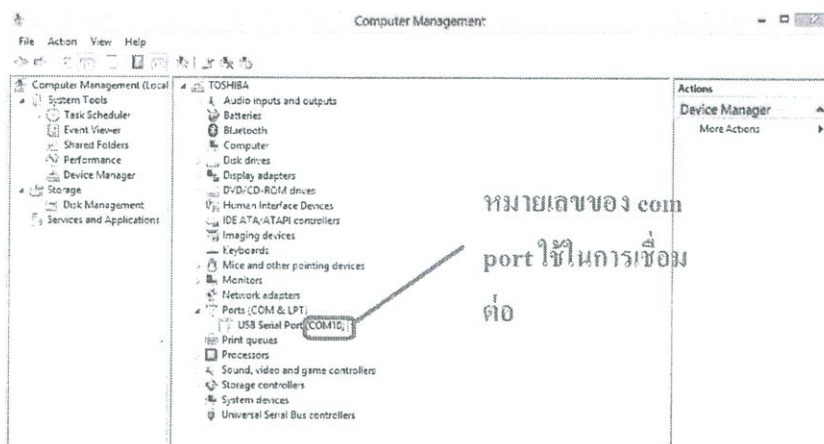 Computer Management
File Action View Help
Computer Management (Local
System Tools
Task Scheduler
Event Viewer
Shared Folders
Performance
Device Manager
Storage
Disk Management
Services and Applications
TOSHIBA
Audio inputs and outputs
Batteries
Bluetooth
Computer
Disk drives
Display adapters
DVD/CD-ROM drives
Human Interface Devices
IDE ATA/ATAPI controllers
Imaging devices
Keyboards
Mice and other pointing devices
Monitors
Network adapters
Ports (COM & LPT)
USB Serial Port (COM10)
Print queues
Processors
Sound, video and game controllers
Storage controllers
System devices
Universal Serial Bus controllers
หมายเลขของ com
port ใช้ในการเชื่อม
ต่อ
Actions
Device Manager
More Actions